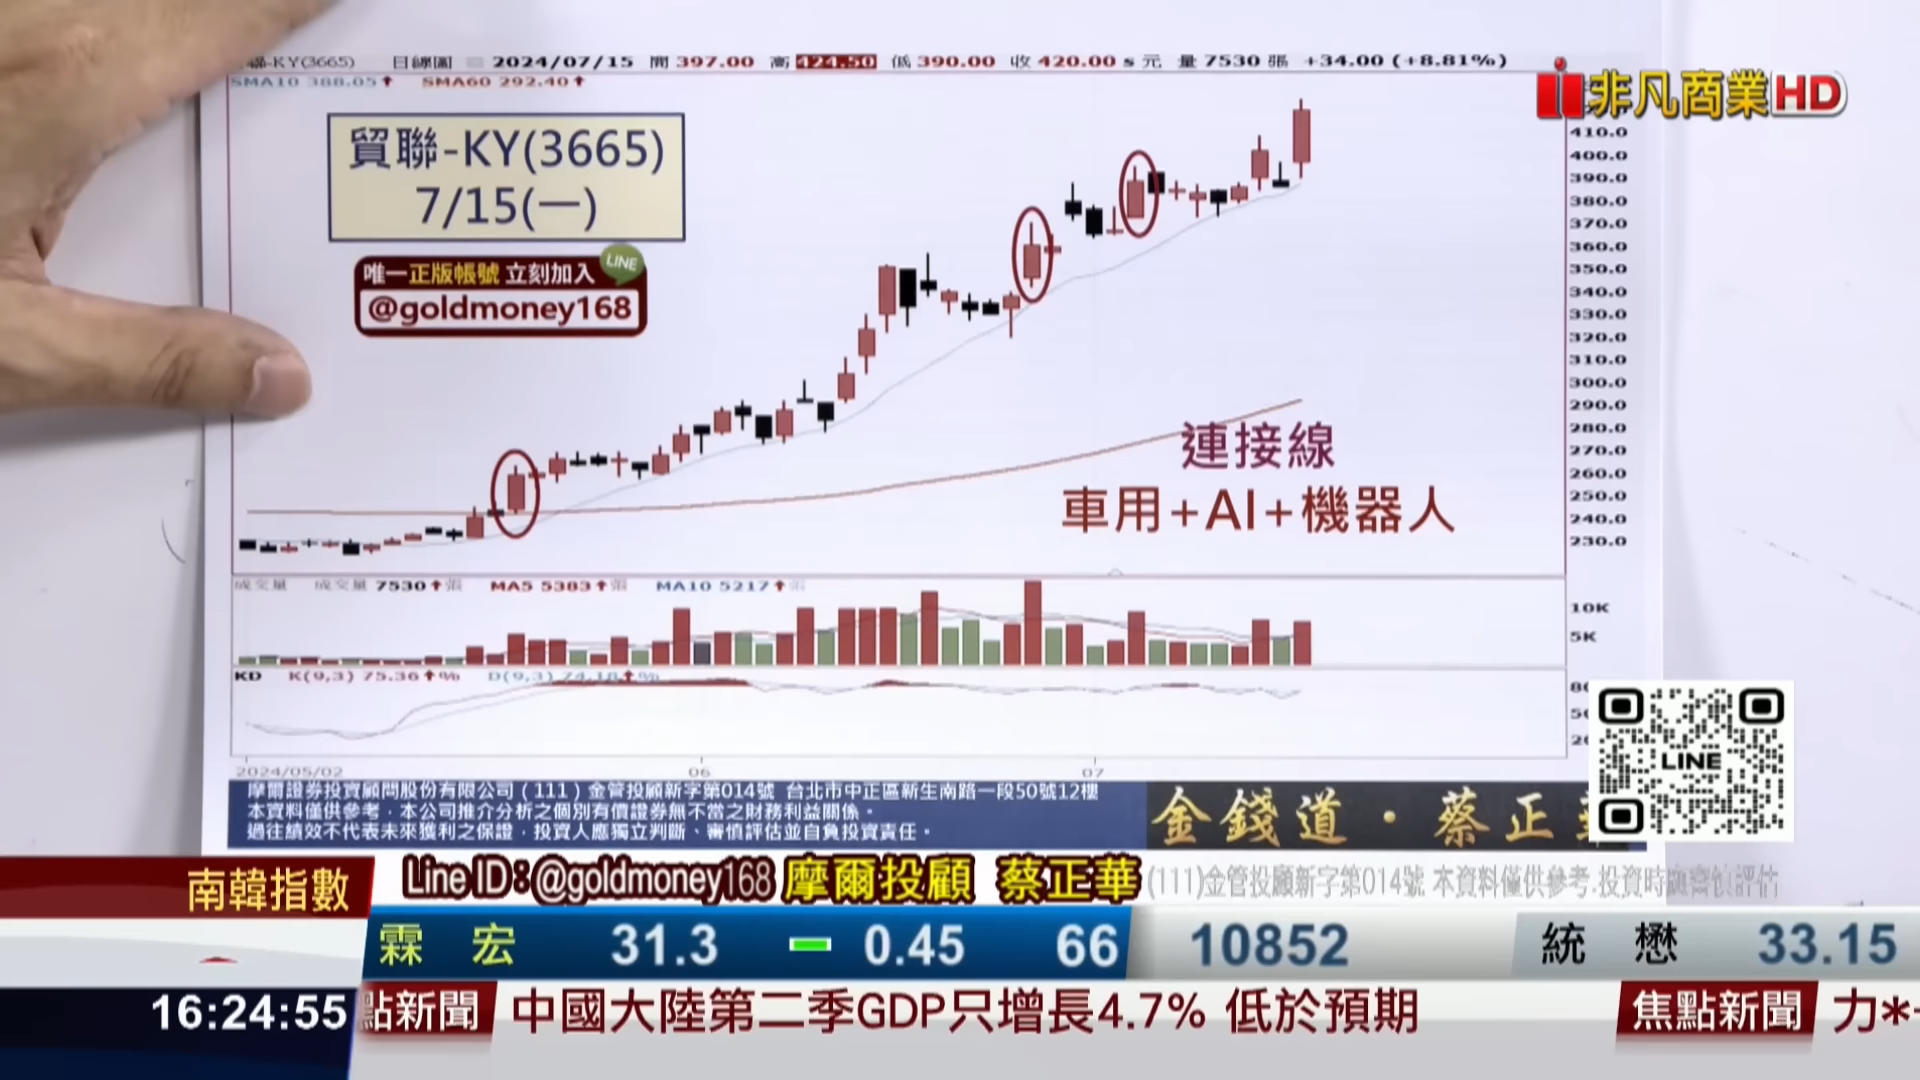 聯-KY(3665) 日線圖 2024/07/15 開 397.00 高 424.50 低 390.00 收 420.00 s 元 量 7530 張 +34.00 (+8.81%)
SMA10 388.05↑ SMA60 292.40↑
非凡商業HD
貿聯-KY(3665)
7/15(一)
唯一正版帳號 立刻加入 LINE
@goldmoney168
410.0
400.0
390.0
380.0
370.0
360.0
350.0
340.0
330.0
320.0
310.0
300.0
290.0
280.0
270.0
260.0
250.0
240.0
230.0
連接線
車用+AI+機器人
成交量 成交量 7530↑張 MA5 5383↑張 MA10 5217↑張
10K
5K
KD K(9,3) 75.36↑% D(9,3) 74.18↑%
LINE
2024/05/02 06 07
摩爾證券投資顧問股份有限公司(111)金管投顧新字第014號 台北市中正區新生南路一段50號12樓
本資料僅供參考,本公司推介分析之個別有價證券無不當之財務利益關係。
過往績效不代表未來獲利之保證,投資人應獨立判斷、審慎評估並自負投資責任。
金錢道·蔡正
Line ID:@goldmoney168 摩爾投顧 蔡正華 (111)金管投顧新字第014號 本資料僅供參考.投資時應審慎評估
南韓指數
霖宏 31.3 0.45 66 10852 統懋 33.15
16:24:55
點新聞 中國大陸第二季GDP只增長4.7% 低於預期 焦點新聞 力*